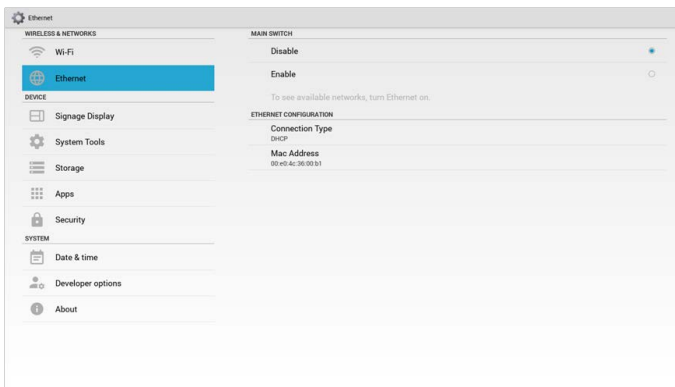 Ethernet
WIRELESS & NETWORKS
Wi-Fi
Ethernet
DEVICE
Signage Display
System Tools
Storage
Apps
Security
SYSTEM
Date & time
Developer options
About
MAIN SWITCH
Disable
Enable
To see available networks, turn Ethernet on.
ETHERNET CONFIGURATION
Connection Type
DHCP
Mac Address
00:e0:4c:36:00:b1